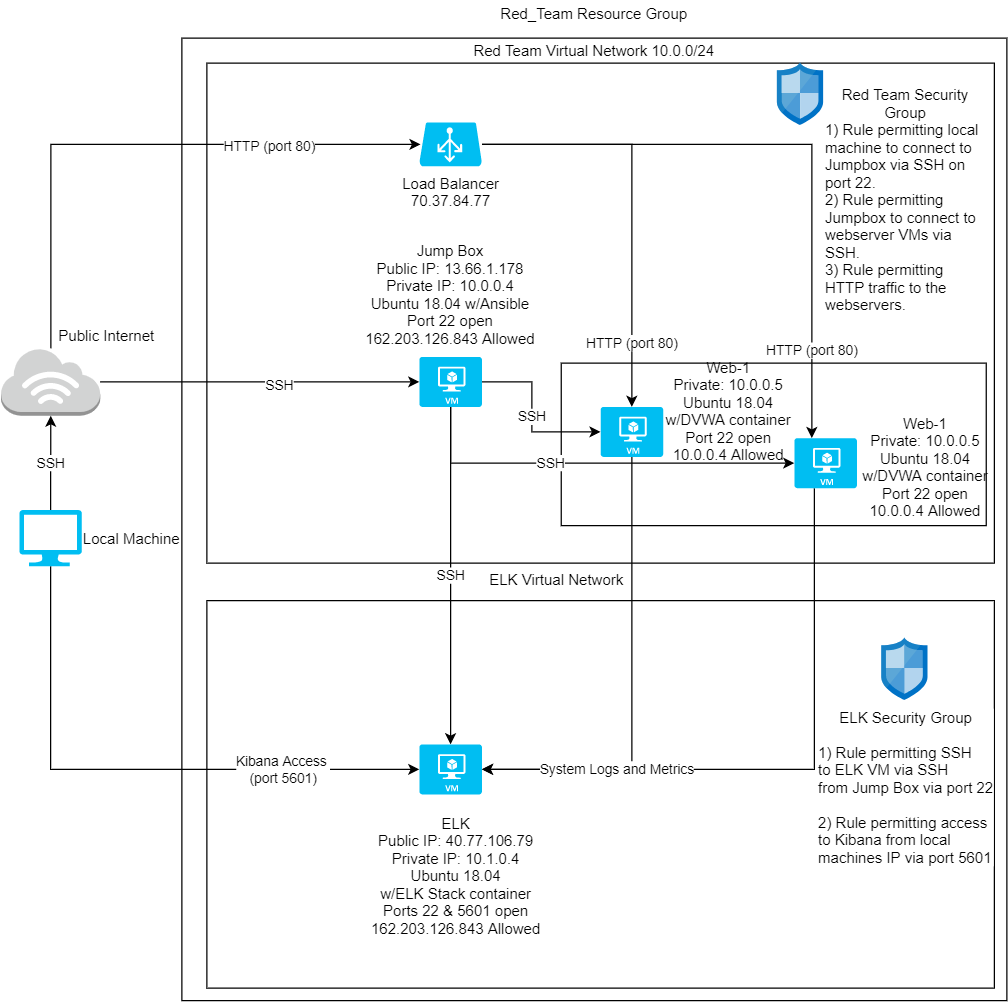 Red_Team Resource Group
Red Team Virtual Network 10.0.0/24
Red Team Security
Group
1) Rule permitting local
machine to connect to
Jumpbox via SSH on
port 22.
2) Rule permitting
Jumpbox to connect to
webserver VMs via
SSH.
3) Rule permitting
HTTP traffic to the
webservers.
HTTP (port 80)
Load Balancer
70.37.84.77
Jump Box
Public IP: 13.66.1.178
Private IP: 10.0.0.4
Ubuntu 18.04 w/Ansible
Port 22 open
162.203.126.843 Allowed
VM
Public Internet
SSH
SSH
Local Machine
HTTP (port 80)
HTTP (port 80)
SSH
SSH
Web-1
Private: 10.0.0.5
Ubuntu 18.04
w/DVWA container
Port 22 open
10.0.0.4 Allowed
VM
Web-1
Private: 10.0.0.5
Ubuntu 18.04
w/DVWA container
Port 22 open
10.0.0.4 Allowed
VM
SSH
ELK Virtual Network
ELK Security Group
1) Rule permitting SSH
to ELK VM via SSH
from Jump Box via port 22
2) Rule permitting access
to Kibana from local
machines IP via port 5601
Kibana Access
(port 5601)
VM
System Logs and Metrics
ELK
Public IP: 40.77.106.79
Private IP: 10.1.0.4
Ubuntu 18.04
w/ELK Stack container
Ports 22 & 5601 open
162.203.126.843 Allowed